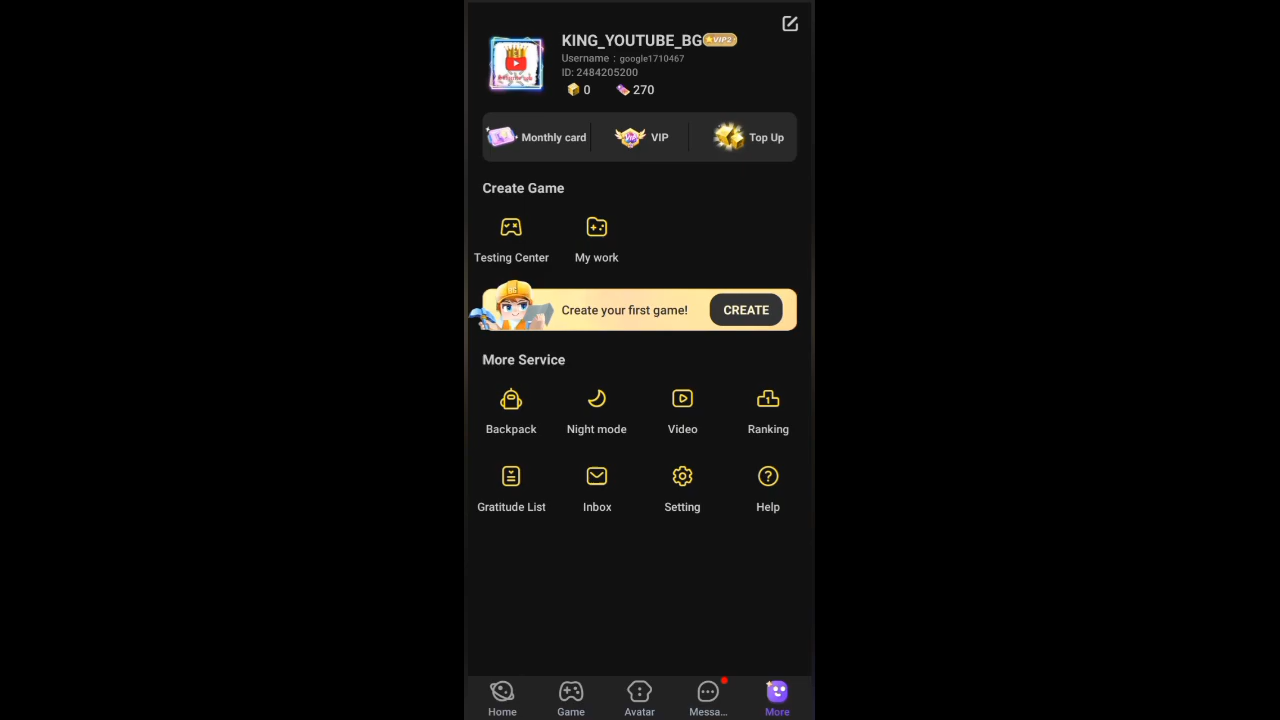 KING_YOUTUBE_BG
VIP2
Username : google1710467
ID: 2484205200
0 270
Monthly card VIP Top Up
Create Game
Testing Center My work
Create your first game! CREATE
More Service
Backpack Night mode Video Ranking
Gratitude List Inbox Setting Help
Home Game Avatar Messa... More